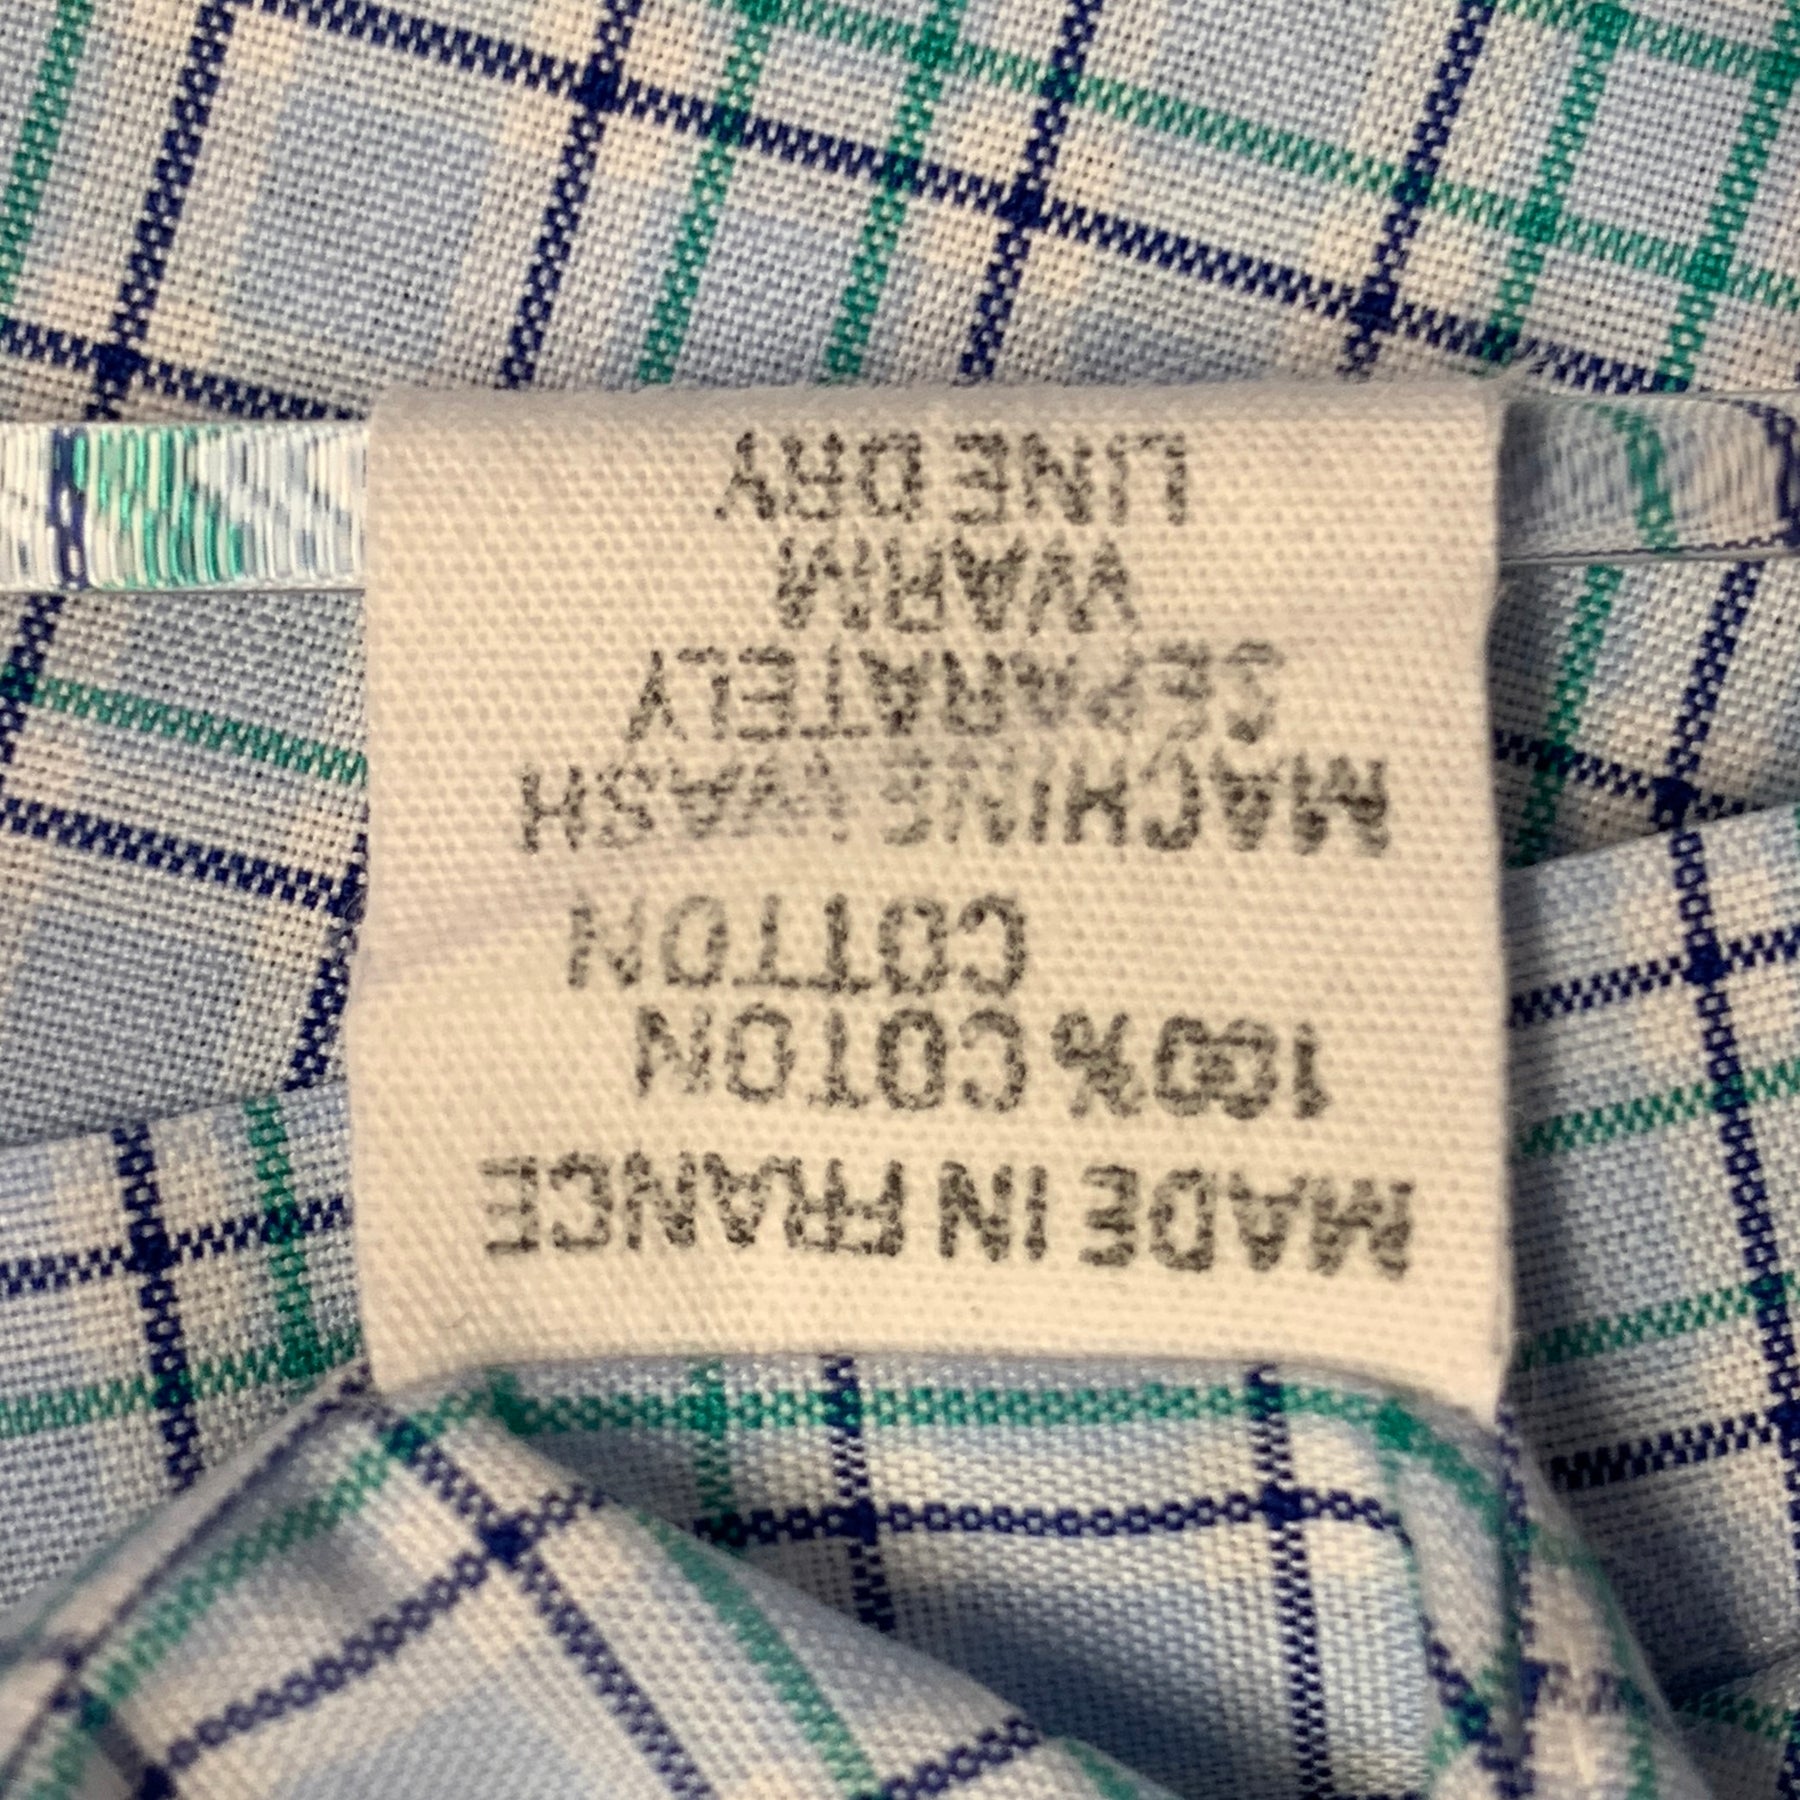 MADE IN FRANCE
100% COTON
COTTON
MACHINE WASH
SEPARATELY
WARM
LINE DRY